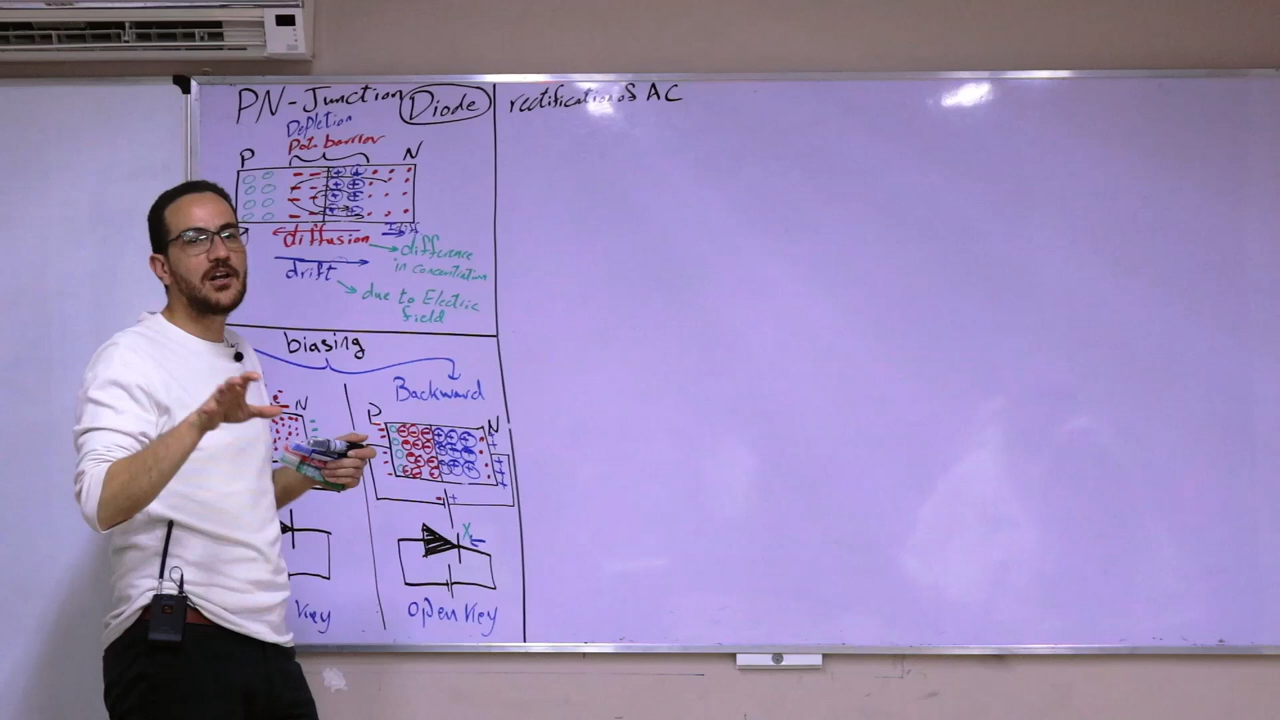 PN-Junction Diode
Depletion
Pot. barrier
P N
diffusion
difference
in concentration
drift
due to Electric
field
biasing
Backward
N
P N
X
Key
Open Key
rectification of AC